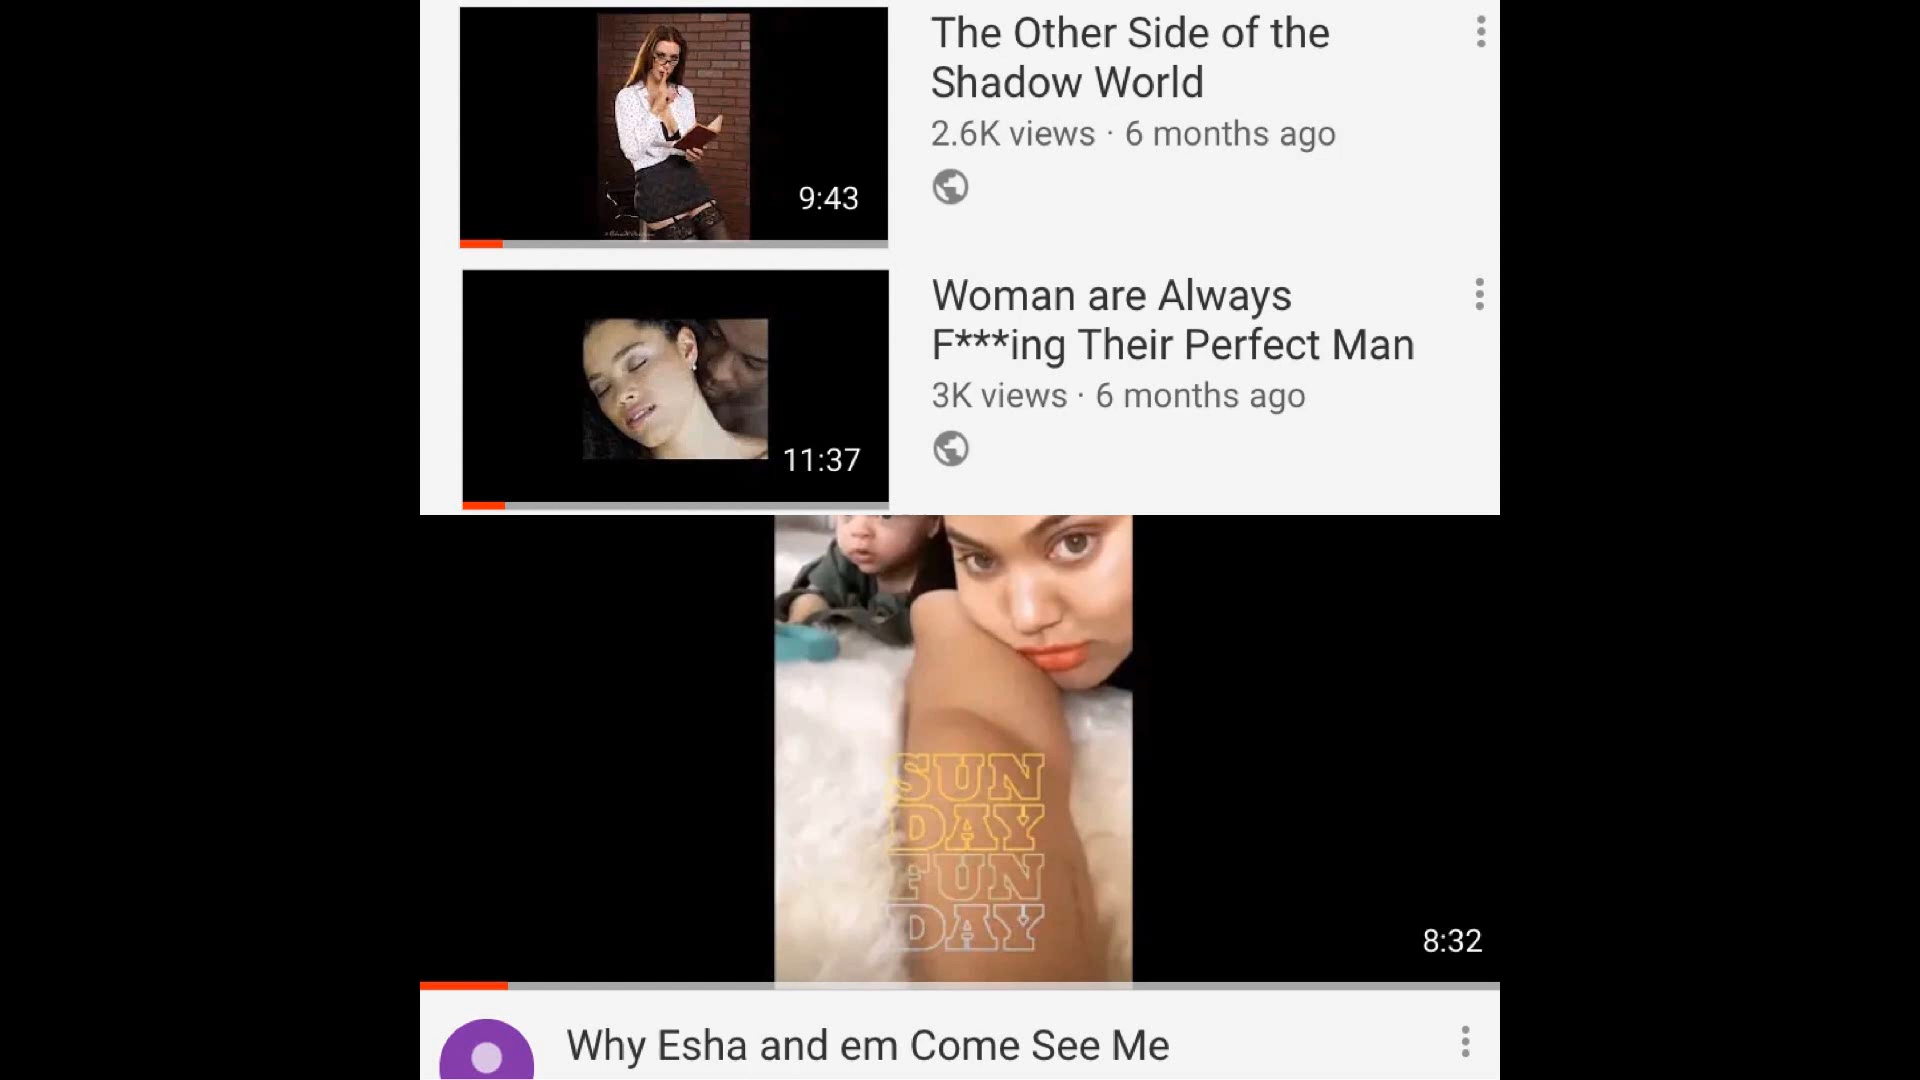 The Other Side of the
Shadow World
2.6K views · 6 months ago
9:43
Woman are Always
F***ing Their Perfect Man
3K views · 6 months ago
11:37
SUN
DAY
FUN
DAY
8:32
Why Esha and em Come See Me